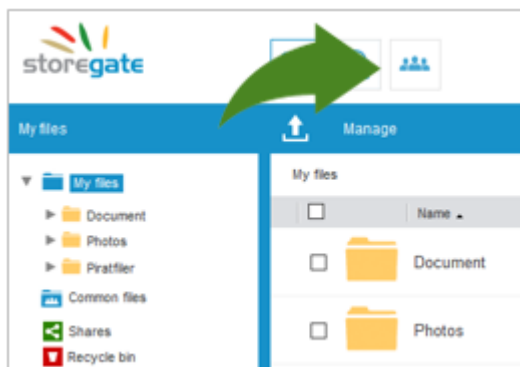 storegate
My files
Manage
My files
Document
Photos
Piratfiler
Common files
Shares
Recycle bin
My files
Name
Document
Photos